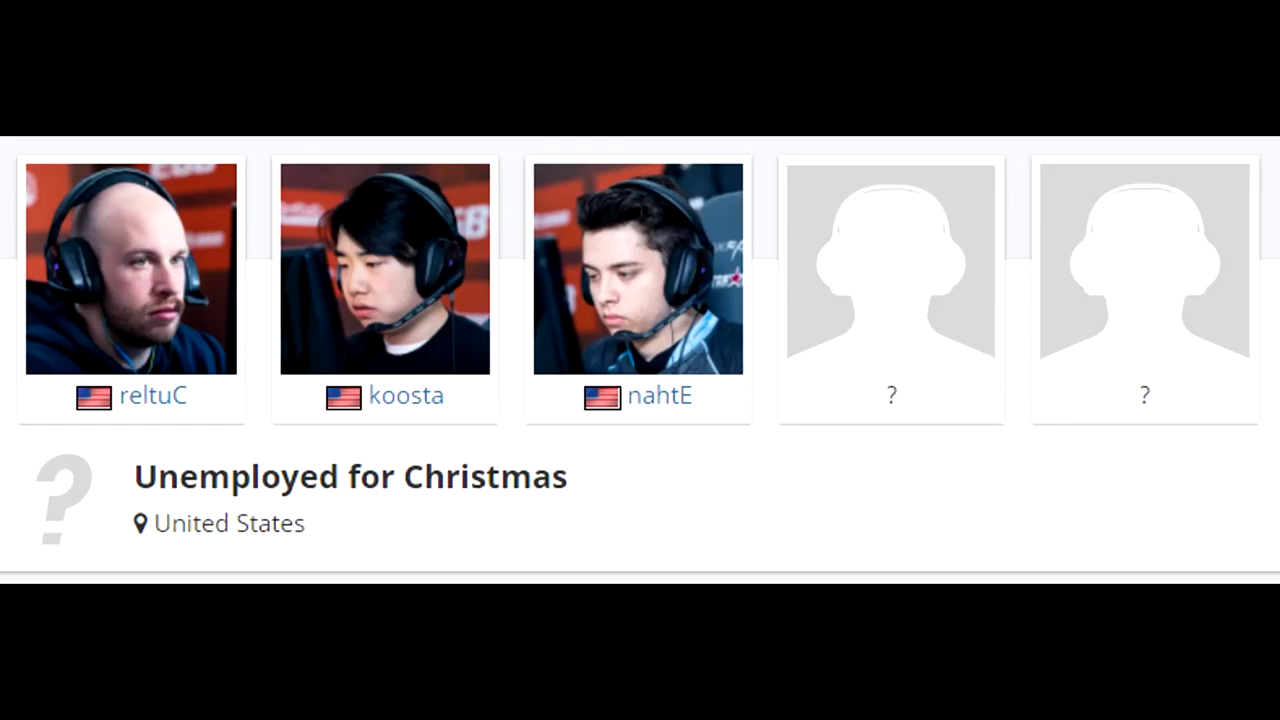 reltuC
koosta
nahtE
?
?
?
Unemployed for Christmas
United States